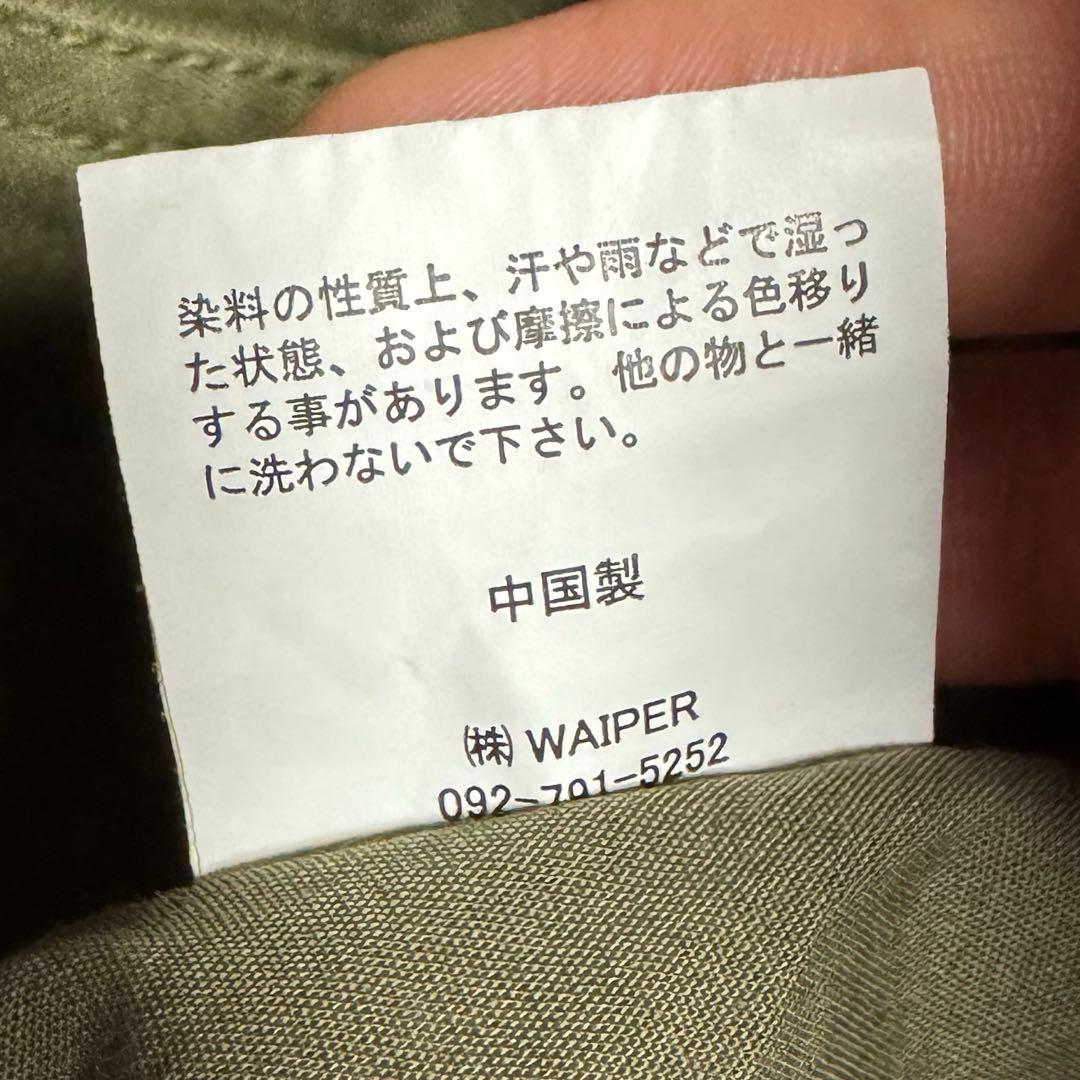 染料の性質上、汗や雨などで湿っ
た状態、および摩擦による色移り
する事があります。他の物と一緒
に洗わないで下さい。
中国製
㈱ WAIPER
092-791-5252